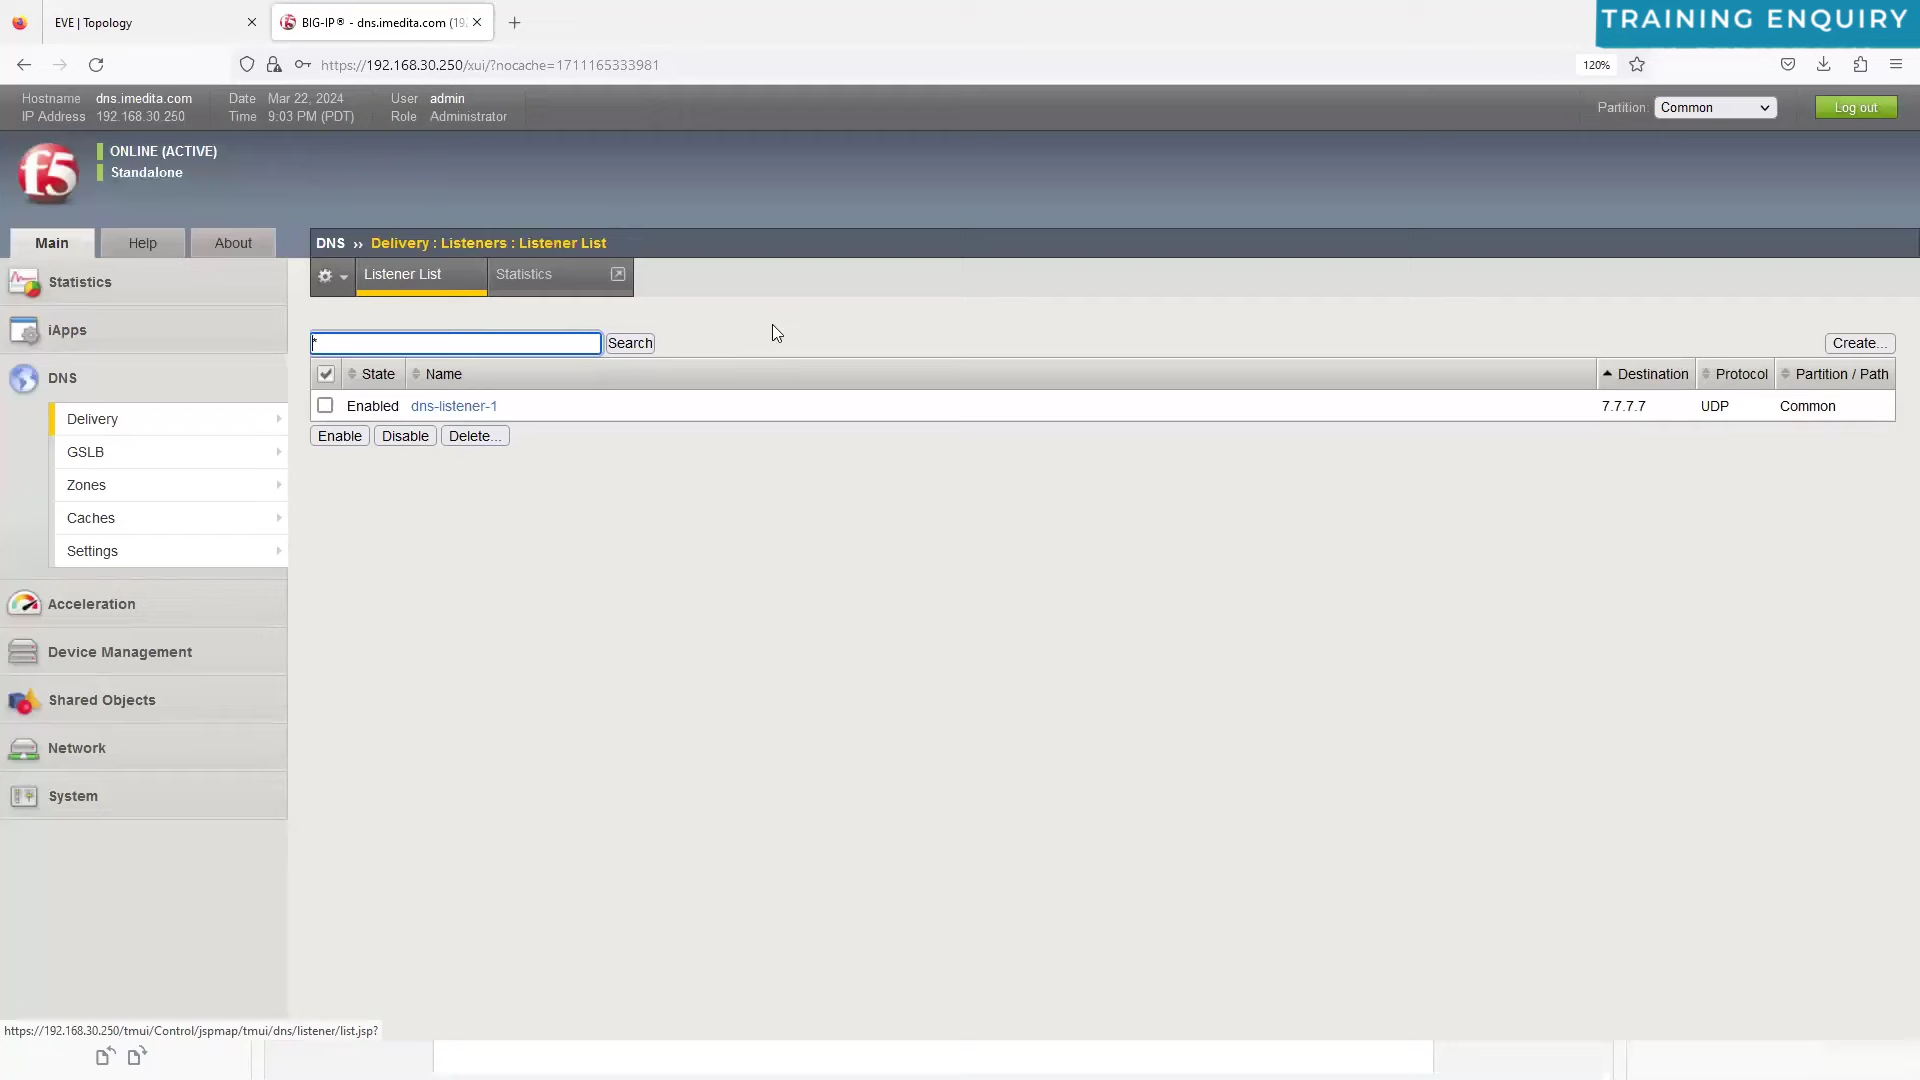 EVE | Topology
BIG-IP® - dns.imedita.com (19
TRAINING ENQUIRY
https://192.168.30.250/xui/?nocache=1711165333981
120%
Hostname dns.imedita.com
Date Mar 22, 2024
User admin
IP Address 192.168.30.250
Time 9:03 PM (PDT)
Role Administrator
Partition: Common
Log out
f5
ONLINE (ACTIVE)
Standalone
Main
Help
About
DNS ›› Delivery : Listeners : Listener List
Listener List
Statistics
Statistics
iApps
DNS
Delivery
GSLB
Zones
Caches
Settings
Acceleration
Device Management
Shared Objects
Network
System
*
Search
Create...
State Name Destination Protocol Partition / Path
Enabled dns-listener-1 7.7.7.7 UDP Common
Enable Disable Delete...
https://192.168.30.250/tmui/Control/jspmap/tmui/dns/listener/list.jsp?